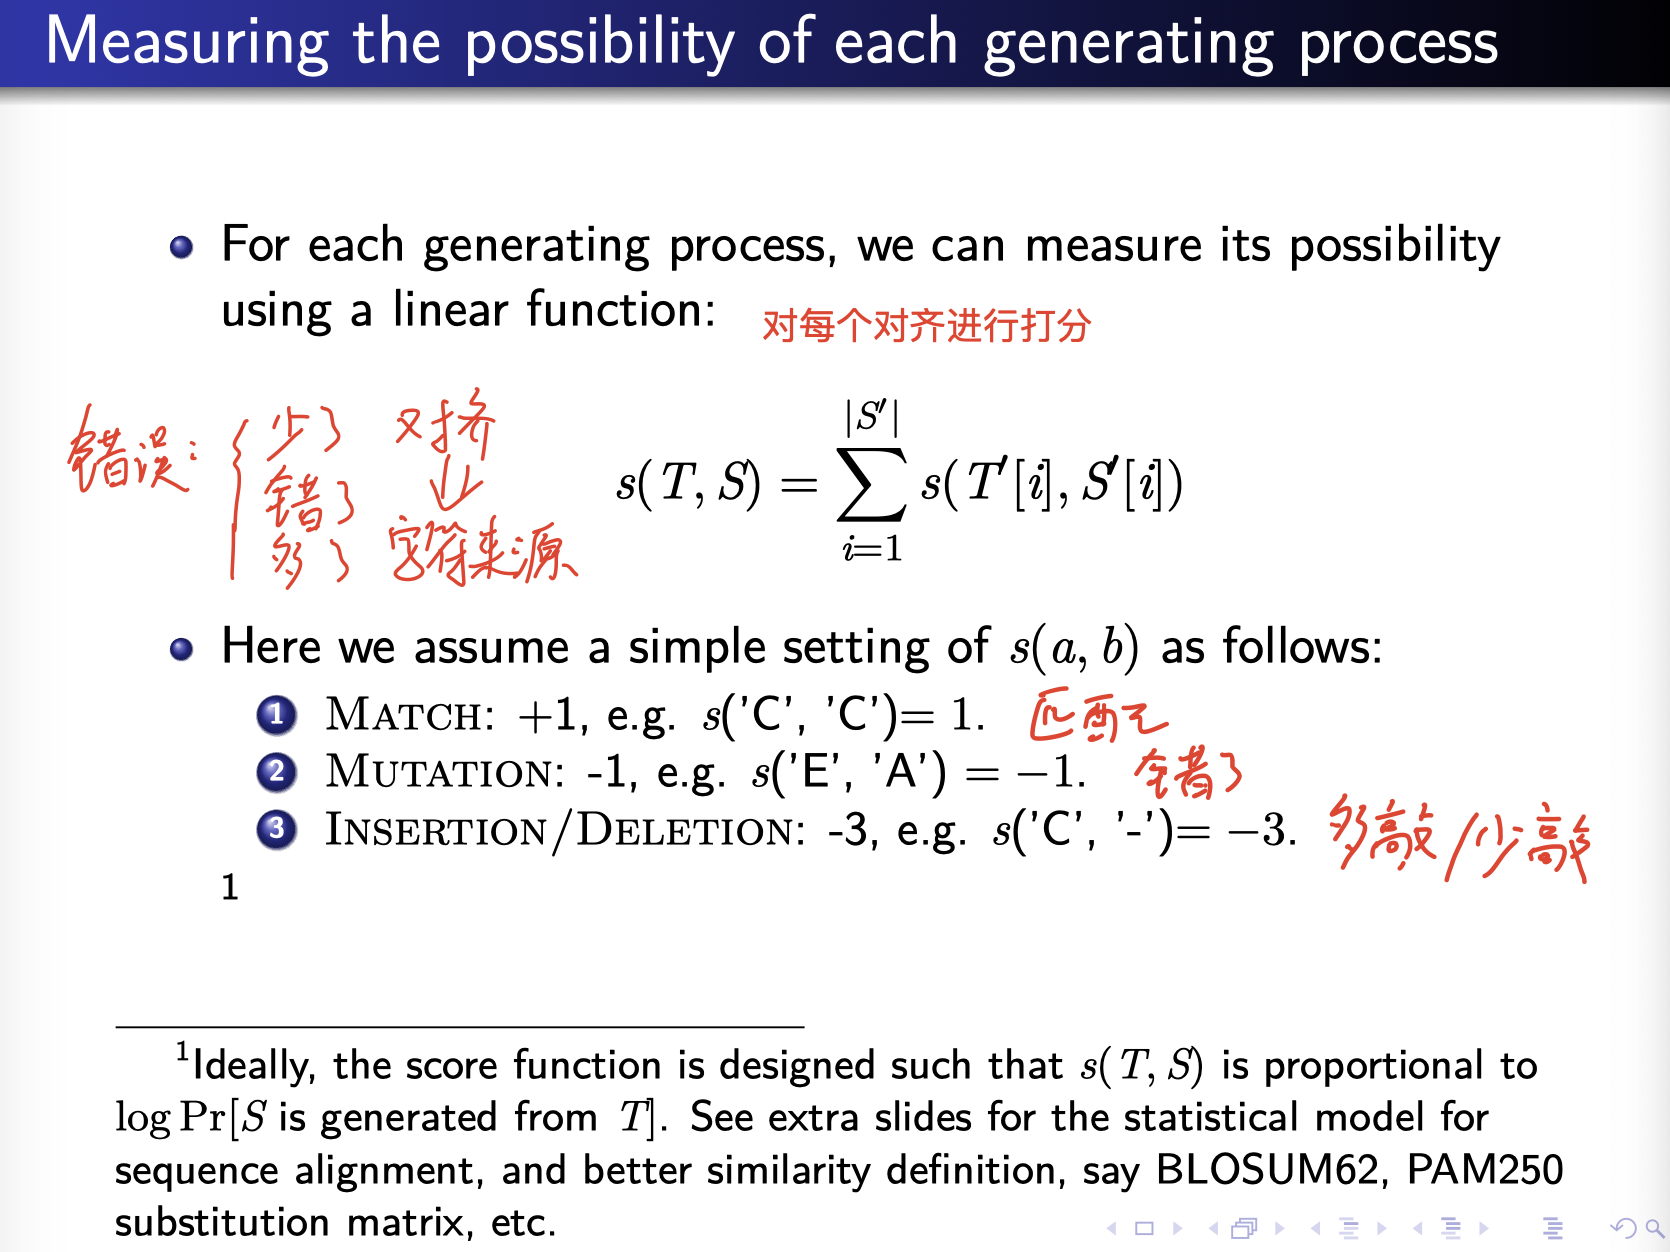 Measuring the possibility of each generating process
For each generating process, we can measure its possibility
using a linear function: 对每个对齐进行打分
错误: { 少了 对齐
错了 ↓
多了 字符来源
s(T, S) = ∑_{i=1}^{|S′|} s(T′[i], S′[i])
Here we assume a simple setting of s(a, b) as follows:
1 MATCH: +1, e.g. s('C', 'C')= 1. 匹配了
2 MUTATION: -1, e.g. s('E', 'A') = −1. 错了
3 INSERTION/DELETION: -3, e.g. s('C', '-')= −3. 多敲/少敲
1
¹Ideally, the score function is designed such that s(T, S) is proportional to
log Pr[S is generated from T]. See extra slides for the statistical model for
sequence alignment, and better similarity definition, say BLOSUM62, PAM250
substitution matrix, etc.